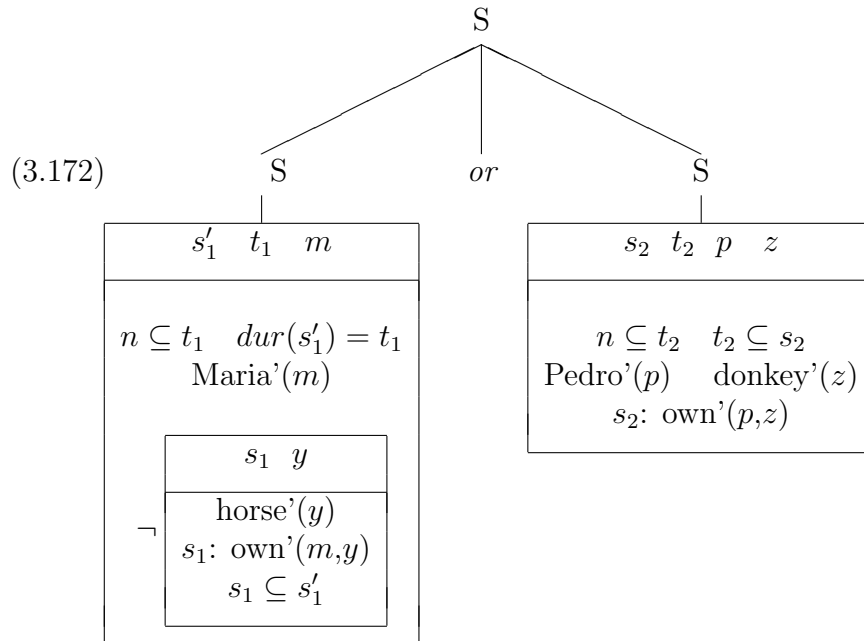 S
(3.172) S or S
s′₁ t₁ m
s₂ t₂ p z
n ⊆ t₁ dur(s′₁) = t₁
Maria’(m)
n ⊆ t₂ t₂ ⊆ s₂
Pedro’(p) donkey’(z)
s₂: own’(p,z)
s₁ y
¬
horse’(y)
s₁: own’(m,y)
s₁ ⊆ s′₁